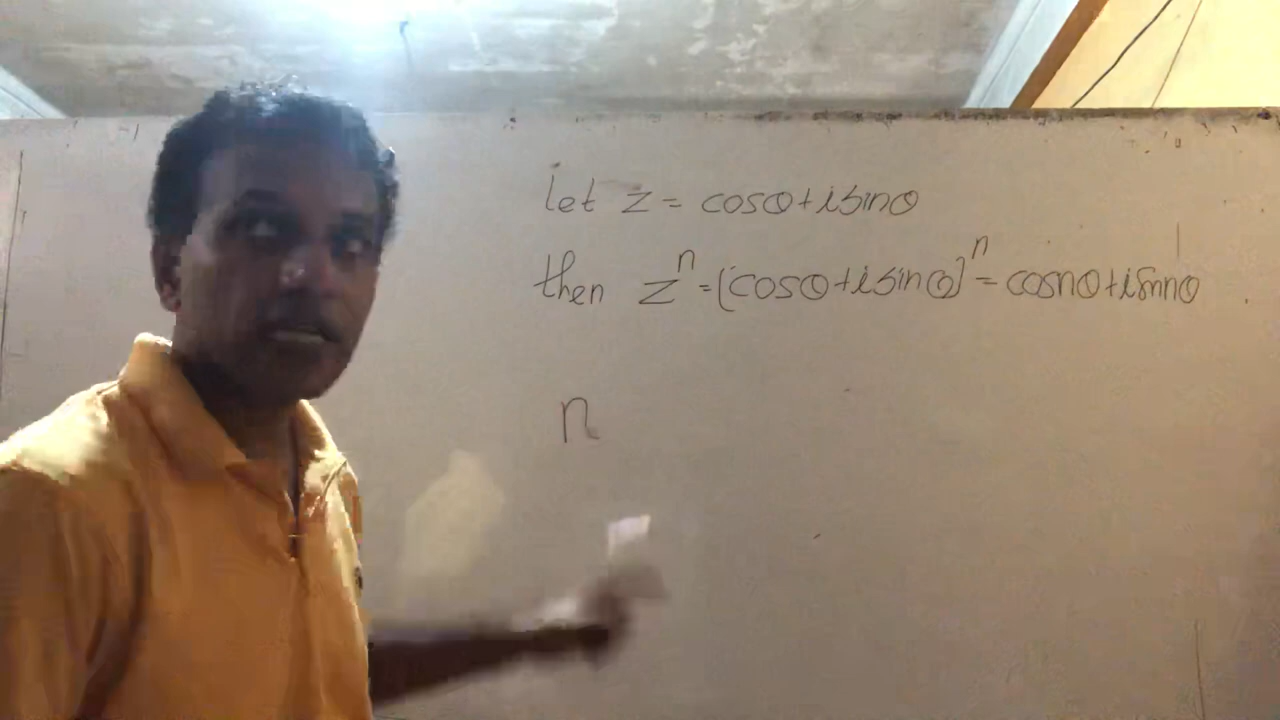 let z = cosθ+isinθ
then zⁿ=(cosθ+isinθ)ⁿ= cosnθ+isinnθ
n